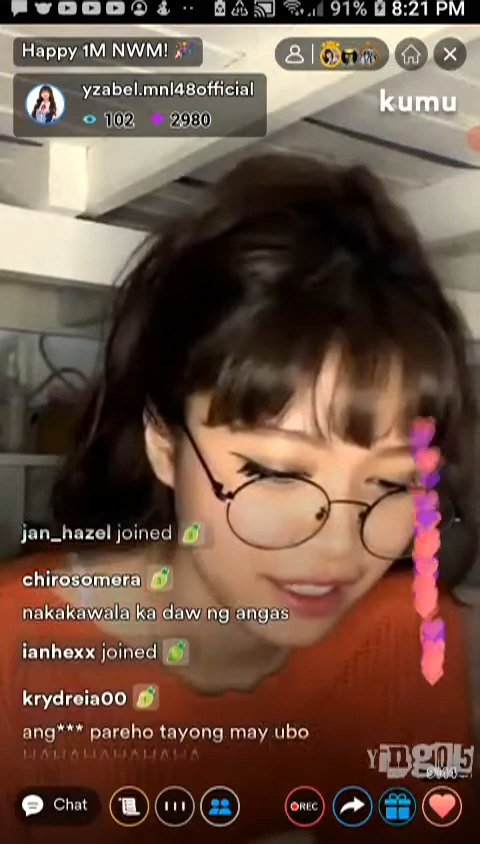 91% 8:21 PM
Happy 1M NWM!
yzabel.mnl48official
102 2980
kumu
jan_hazel joined
chirosomera
nakakawala ka daw ng angas
ianhexx joined
krydreia00
ang*** pareho tayong may ubo
HAHAHAHAHAHA
Chat
REC